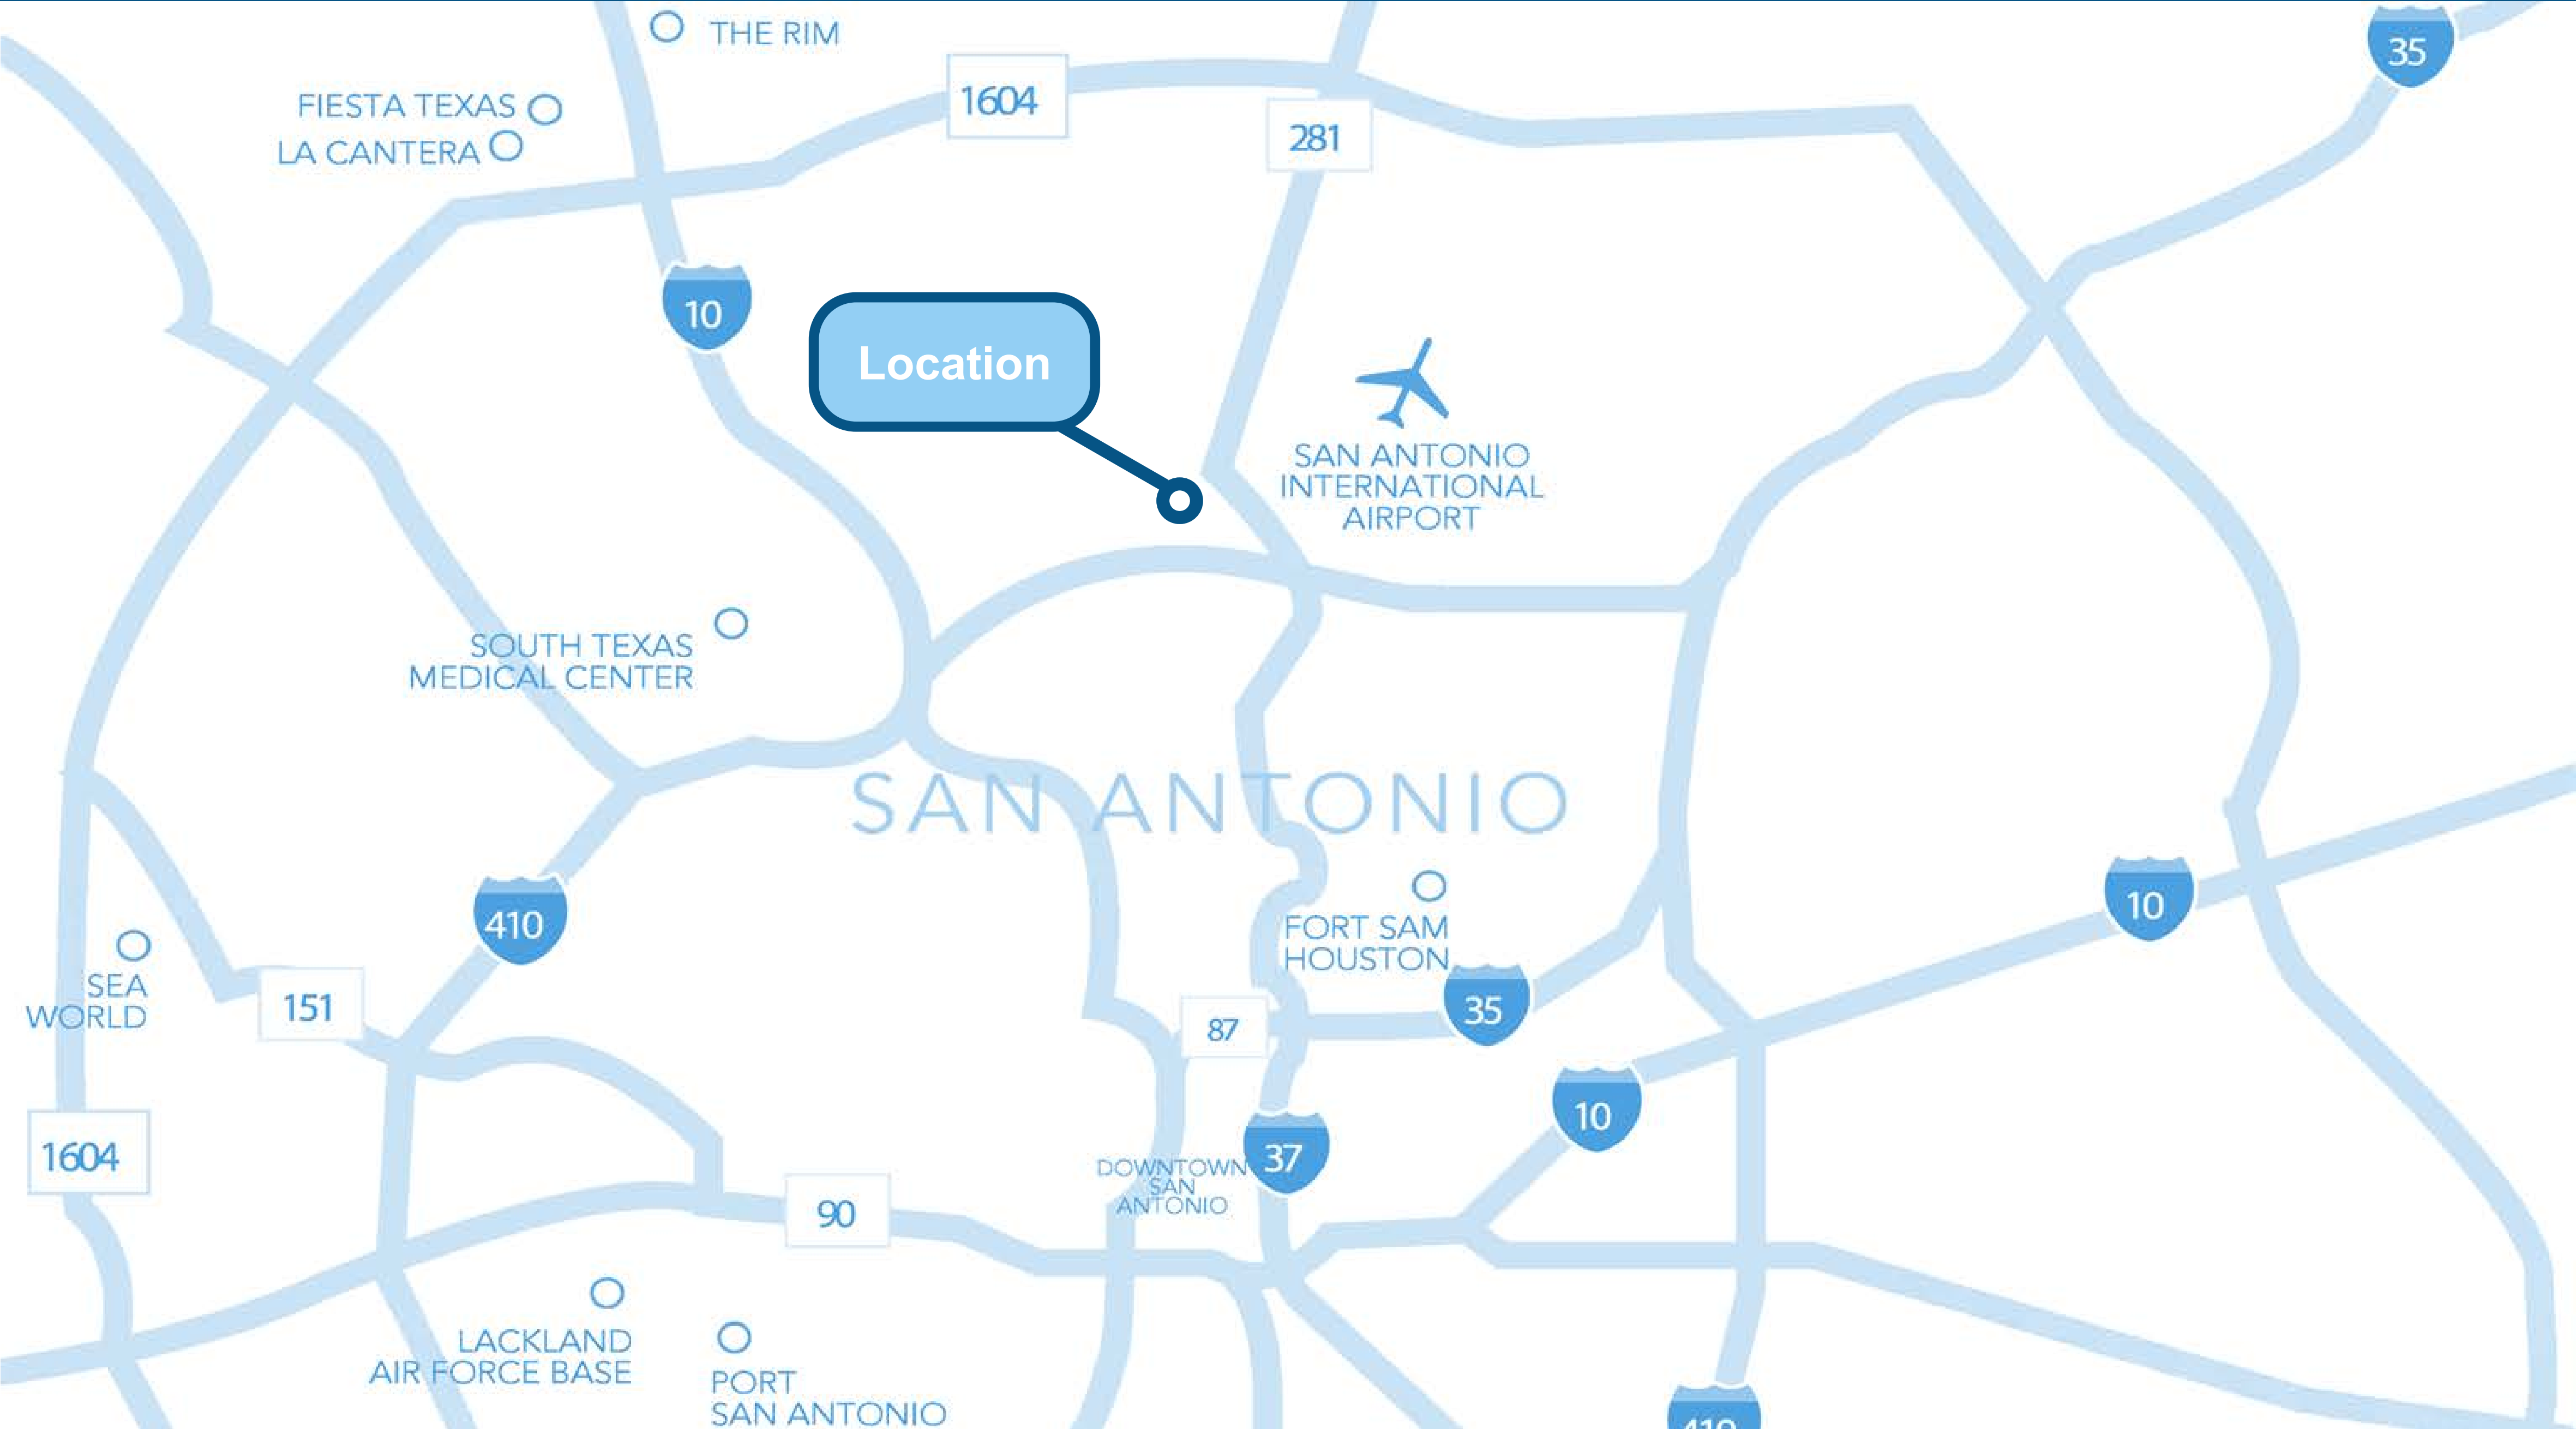 THE RIM
35
FIESTA TEXAS
1604
LA CANTERA
281
10
Location
SAN ANTONIO
INTERNATIONAL
AIRPORT
SOUTH TEXAS
MEDICAL CENTER
SAN ANTONIO
10
410
FORT SAM
HOUSTON
SEA
WORLD
151
35
87
10
1604
37
DOWNTOWN
SAN
ANTONIO
90
LACKLAND
AIR FORCE BASE
PORT
SAN ANTONIO
410